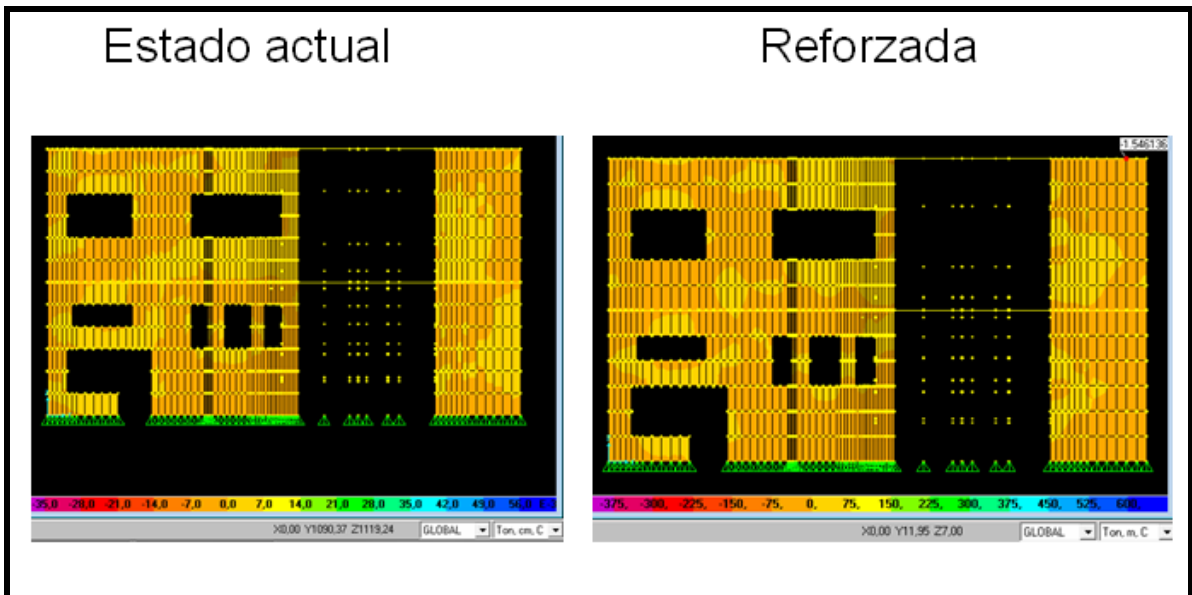 Estado actual
Reforzada
-1.546136
-35,0 -28,0 -21,0 -14,0 -7,0 0,0 7,0 14,0 21,0 28,0 35,0 42,0 49,0 56,0 E-3
-375, -300, -225, -150, -75, 0, 75, 150, 225, 300, 375, 450, 525, 600,
X0,00 Y1090,37 Z1119,24 GLOBAL Ton, cm, C
X0,00 Y11,95 Z7,00 GLOBAL Ton, m, C